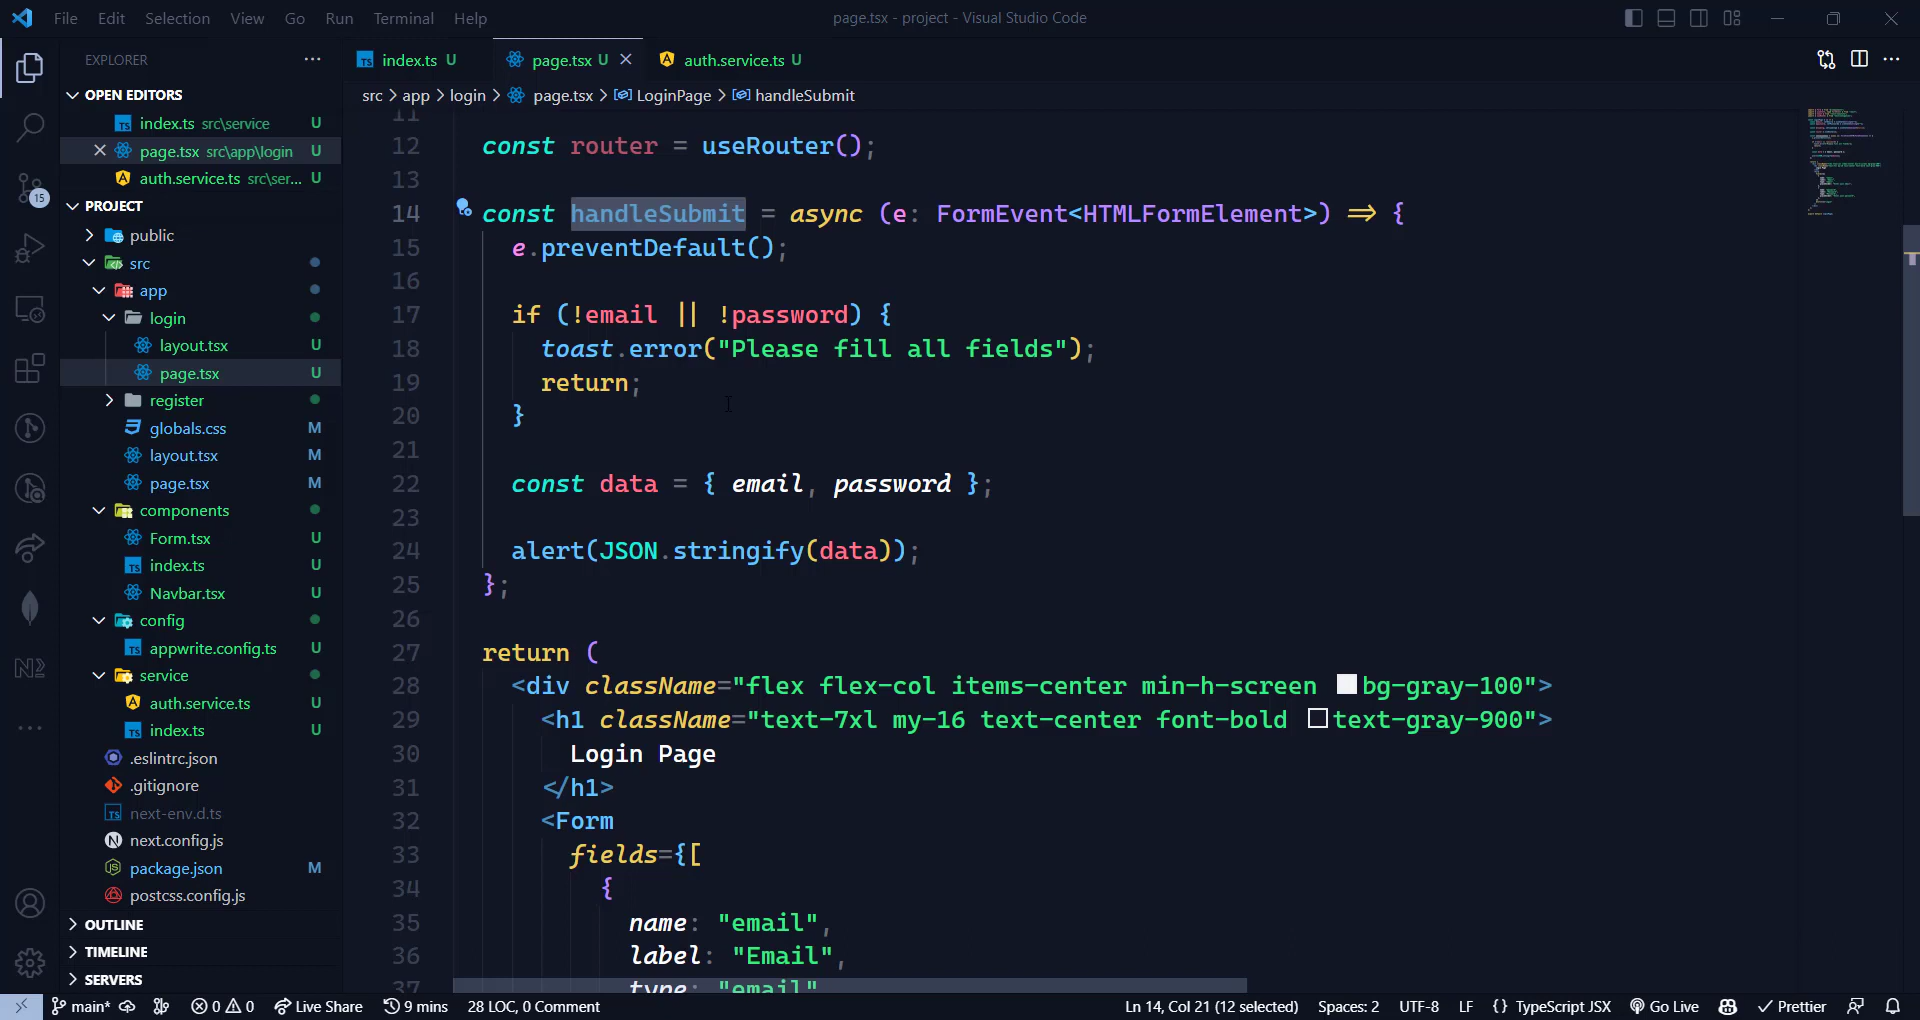 File Edit Selection View Go Run Terminal Help
page.tsx - project - Visual Studio Code
EXPLORER
OPEN EDITORS
index.ts src\service U
page.tsx src\app\login U
auth.service.ts src\ser... U
PROJECT
public
src
app
login
layout.tsx U
page.tsx U
register
globals.css M
layout.tsx M
page.tsx M
components
Form.tsx U
index.ts U
Navbar.tsx U
config
appwrite.config.ts U
service
auth.service.ts U
index.ts U
.eslintrc.json
.gitignore
next-env.d.ts
next.config.js
package.json M
postcss.config.js
OUTLINE
TIMELINE
SERVERS
15
index.ts U page.tsx U auth.service.ts U
src > app > login > page.tsx > LoginPage > handleSubmit
11
12 const router = useRouter();
13
14 const handleSubmit = async (e: FormEvent<HTMLFormElement>) => {
15 e.preventDefault();
16
17 if (!email || !password) {
18 toast.error("Please fill all fields");
19 return;
20 }
21
22 const data = { email, password };
23
24 alert(JSON.stringify(data));
25 };
26
27 return (
28 <div className="flex flex-col items-center min-h-screen bg-gray-100">
29 <h1 className="text-7xl my-16 text-center font-bold text-gray-900">
30 Login Page
31 </h1>
32 <Form
33 fields={[
34 {
35 name: "email",
36 label: "Email",
37 type: "email"
main* 0 0 Live Share 9 mins 28 LOC, 0 Comment
Ln 14, Col 21 (12 selected) Spaces: 2 UTF-8 LF {} TypeScript JSX Go Live Prettier